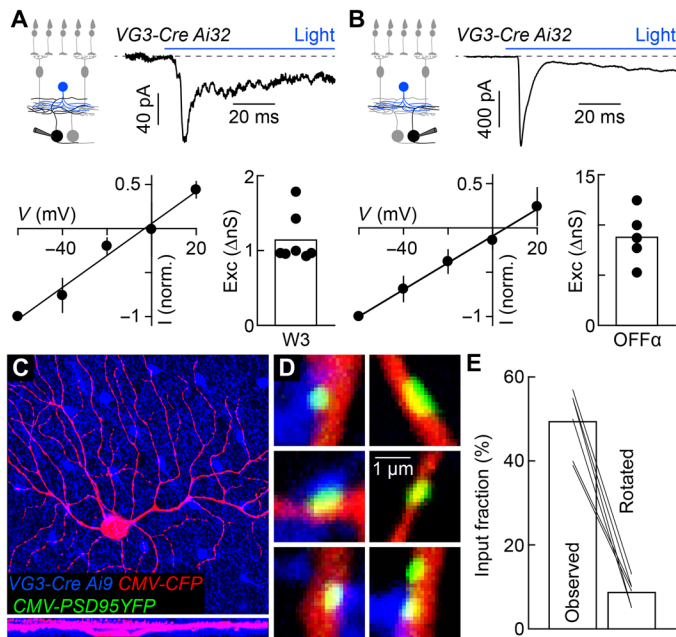 A
VG3-Cre Ai32
Light
40 pA
20 ms
V (mV)
0.5
−40
20
I (norm.)
−1
Exc (ΔnS)
2
1
0
W3
B
VG3-Cre Ai32
Light
400 pA
20 ms
V (mV)
0.5
−40
20
I (norm.)
−1
Exc (ΔnS)
15
0
OFFα
C
VG3-Cre Ai9 CMV-CFP
CMV-PSD95YFP
D
1 µm
E
Input fraction (%)
60
40
20
0
Observed
Rotated